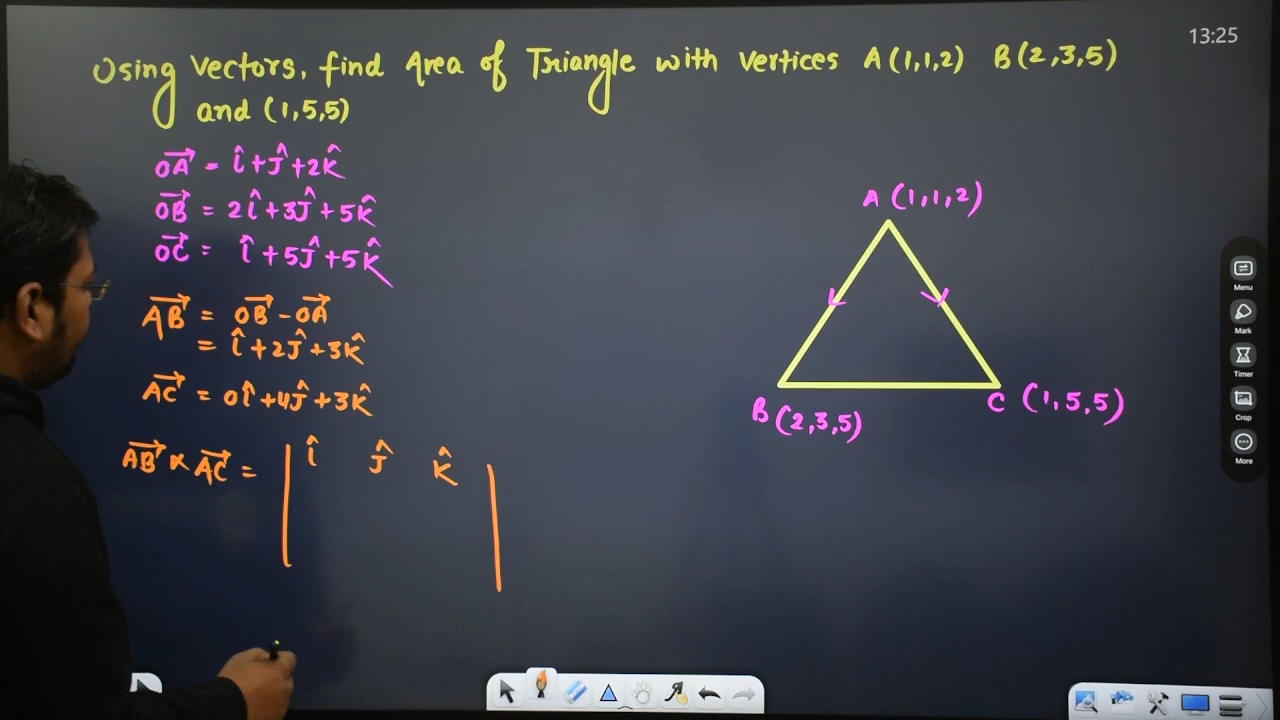 13:25
Using Vectors, find Area of Triangle with vertices A(1,1,2) B(2,3,5)
and (1,5,5)
OA⃗ = î+ĵ+2k̂
OB⃗ = 2î+3ĵ+5k̂
OC⃗ = î+5ĵ+5k̂
AB⃗ = OB⃗-OA⃗
= î+2ĵ+3k̂
AC⃗ = 0î+4ĵ+3k̂
AB⃗ × AC⃗ = | î ĵ k̂ |
A (1,1,2)
B(2,3,5)
C (1,5,5)
Menu
Mark
Timer
Crop
More